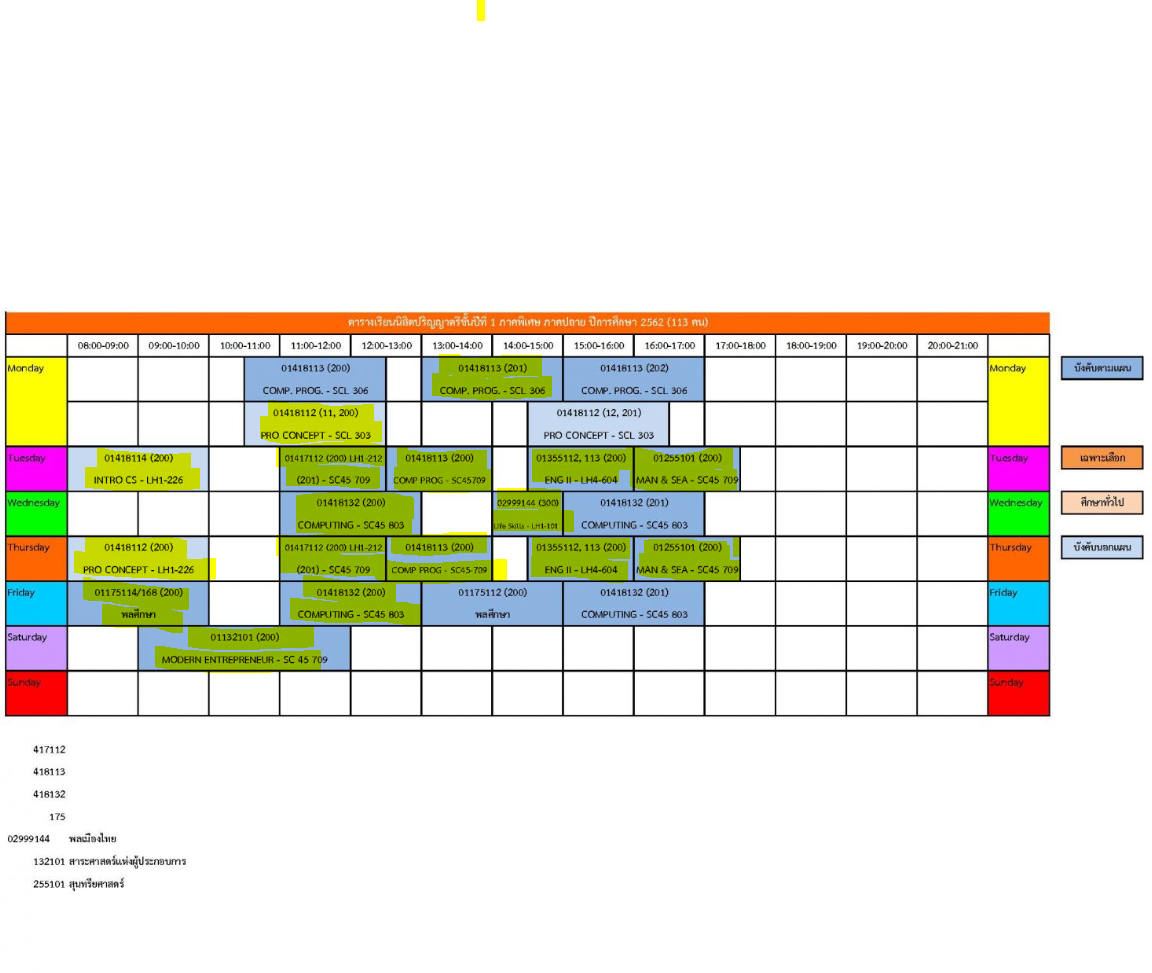 ตารางเรียนนิสิตปริญญาตรีชั้นปีที่ 1 ภาคพิเศษ ภาคปลาย ปีการศึกษา 2562 (113 คน)
08:00-09:00 09:00-10:00 10:00-11:00 11:00-12:00 12:00-13:00 13:00-14:00 14:00-15:00 15:00-16:00 16:00-17:00 17:00-18:00 18:00-19:00 19:00-20:00 20:00-21:00
Monday 01418113 (200) 01418113 (201) 01418113 (202) Monday บังคับตามแผน
COMP. PROG. - SCL 306 COMP. PROG. - SCL 306 COMP. PROG. - SCL 306
01418112 (11, 200) 01418112 (12, 201)
PRO CONCEPT - SCL 303 PRO CONCEPT - SCL 303
Tuesday 01418114 (200) 01417112 (200) LH1-212 01418113 (200) 01355112, 113 (200) 01255101 (200) Tuesday เฉพาะเลือก
INTRO CS - LH1-226 (201) - SC45 709 COMP PROG - SC45709 ENG II - LH4-604 MAN & SEA - SC45 709
Wednesday 01418132 (200) 02999144 (300) 01418132 (201) Wednesday ศึกษาทั่วไป
COMPUTING - SC45 803 Life Skills - LH1-101 COMPUTING - SC45 803
Thursday 01418112 (200) 01417112 (200) LH1-212 01418113 (200) 01355112, 113 (200) 01255101 (200) Thursday บังคับนอกแผน
PRO CONCEPT - LH1-226 (201) - SC45 709 COMP PROG - SC45-709 ENG II - LH4-604 MAN & SEA - SC45 709
Friday 01175114/168 (200) 01418132 (200) 01175112 (200) 01418132 (201) Friday
พลศึกษา COMPUTING - SC45 803 พลศึกษา COMPUTING - SC45 803
Saturday 01132101 (200) Saturday
MODERN ENTREPRENEUR - SC 45 709
Sunday Sunday
417112
418113
418132
175
02999144 พลเมืองไทย
132101 สาระศาสตร์แห่งผู้ประกอบการ
255101 สุนทรียศาสตร์